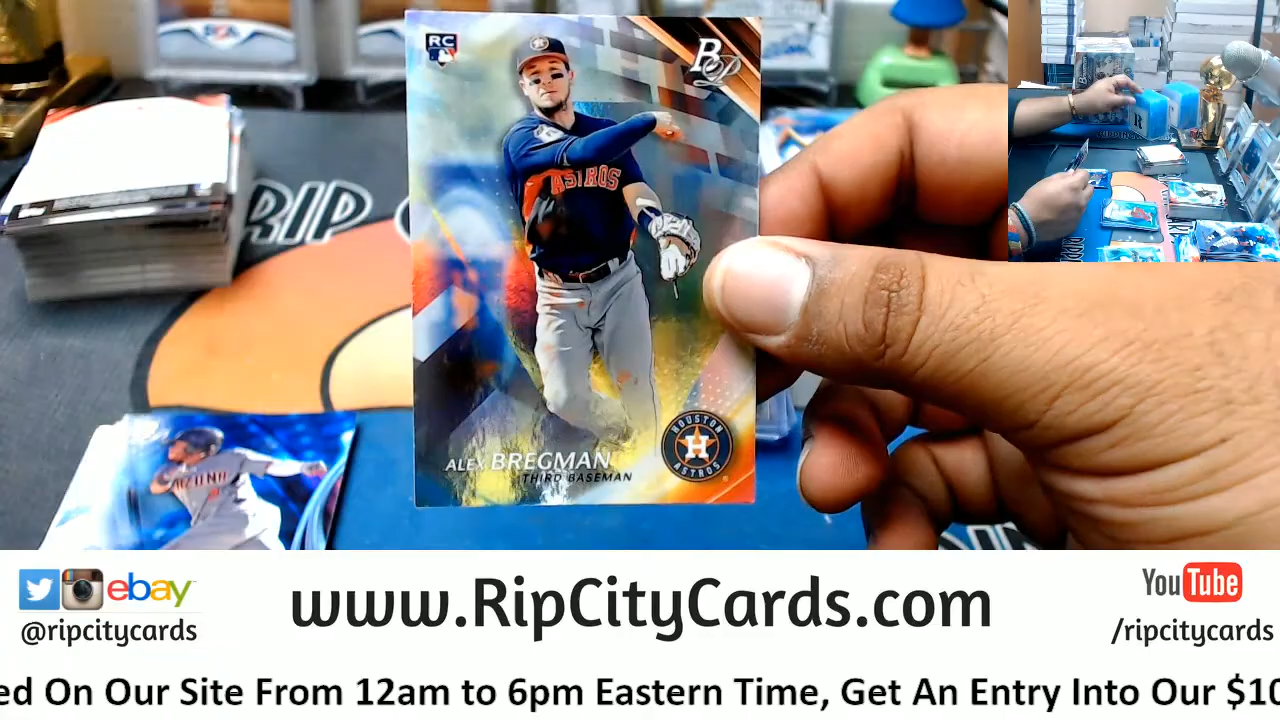 RC
B
RIP C
ASTROS
ALEX BREGMAN
THIRD BASEMAN
HOUSTON
H
ASTROS
ebay
@ripcitycards
www.RipCityCards.com
YouTube
/ripcitycards
ed On Our Site From 12am to 6pm Eastern Time, Get An Entry Into Our $10